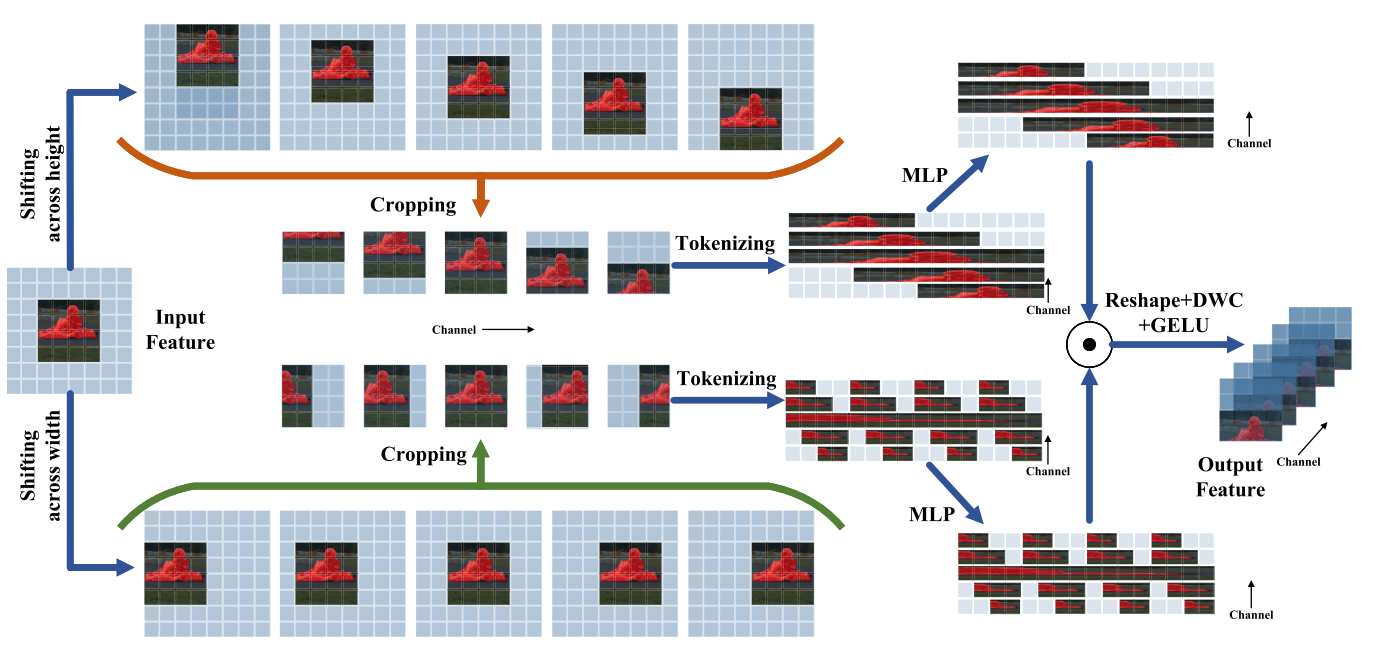 Shifting
across height
Cropping
MLP
Channel
Tokenizing
Channel
Input
Feature
Channel
Reshape+DWC
+GELU
Tokenizing
Channel
Shifting
across width
Cropping
MLP
Output
Feature
Channel
Channel